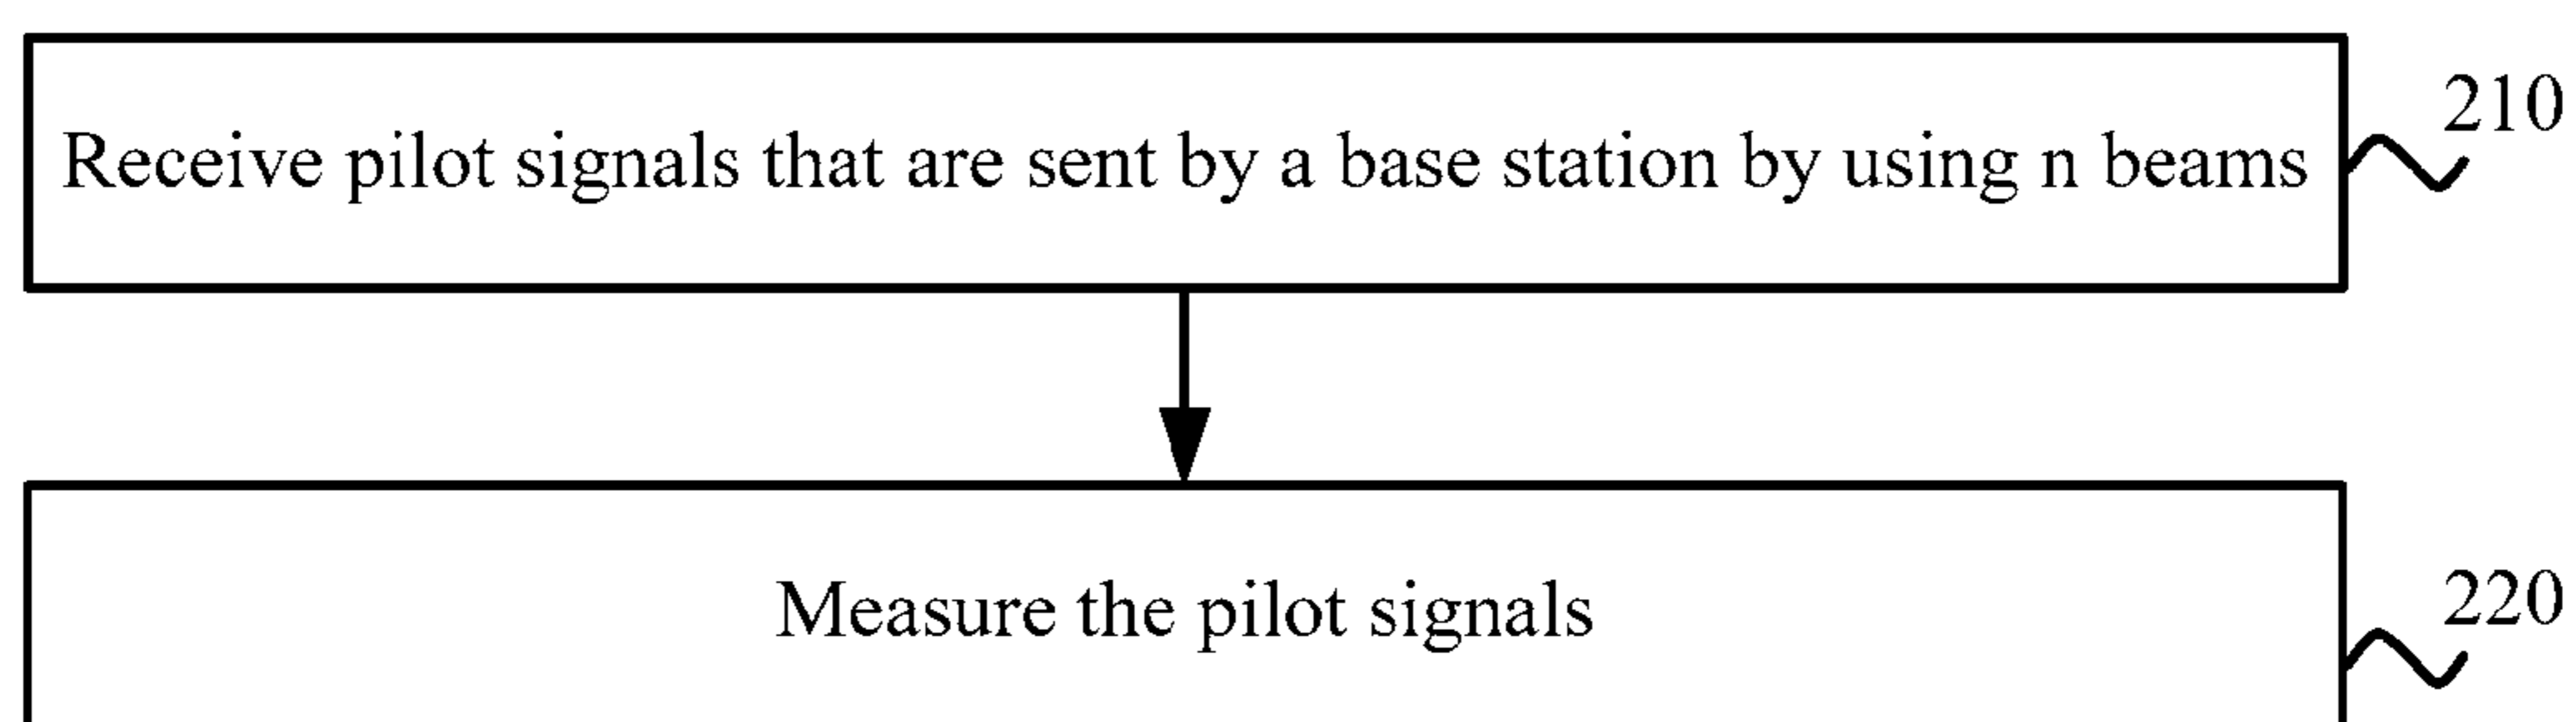 210
Receive pilot signals that are sent by a base station by using n beams
220
Measure the pilot signals